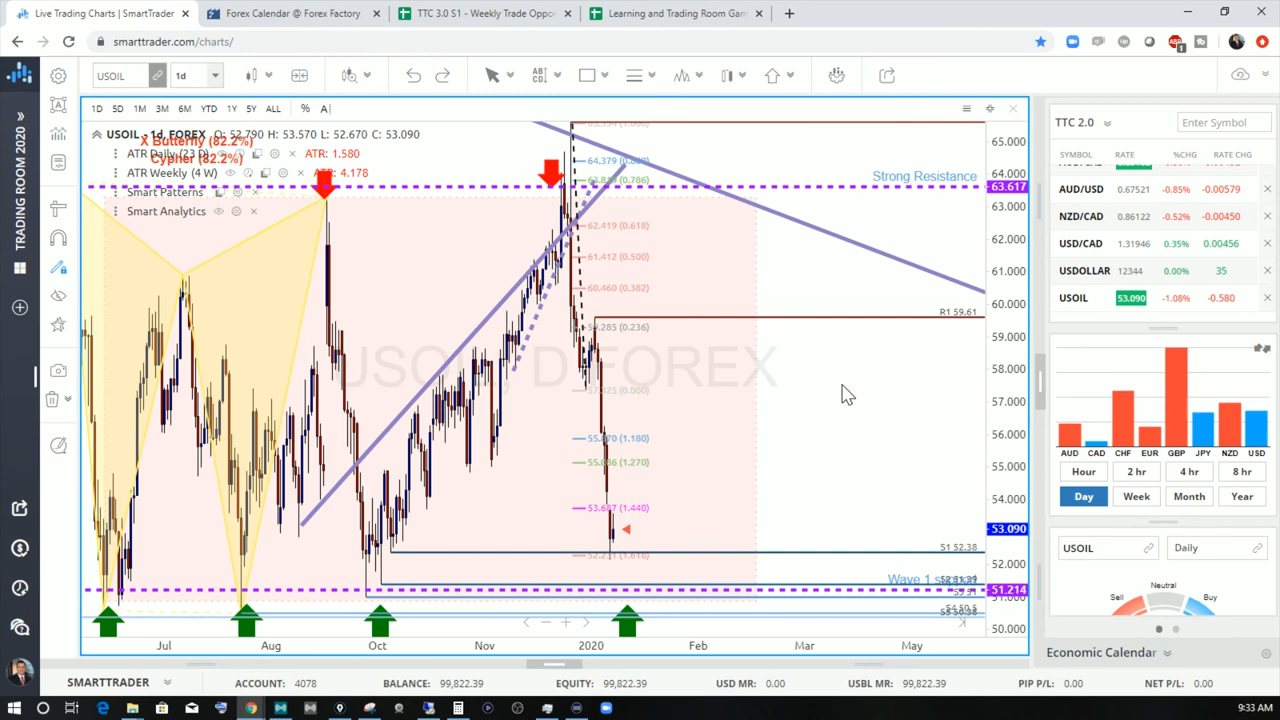 Live Trading Charts | SmartTrader
Forex Calendar @ Forex Factory
TTC 3.0 S1 - Weekly Trade Oppo
Learning and Trading Room Gam
smarttrader.com/charts/
USOIL
1d
AB
CD
1D 5D 1M 3M 6M YTD 1Y 5Y ALL %
USOIL - 1d, FOREX O: 52.790 H: 53.570 L: 52.670 C: 53.090
X Butterfly (82.2%)
ATR Daily (23 D) ATR: 1.580
Cypher (82.2%)
ATR Weekly (4 W) ATR: 4.178
Smart Patterns
Smart Analytics
TRADING ROOM 2020
Strong Resistance
R1 59.61
S1 52.38
64.379
62.419 (0.618)
61.412 (0.500)
60.460 (0.382)
59.285 (0.236)
(0.000)
(1.180)
(1.270)
(1.440)
(1.618)
USOIL, D FOREX
Wave 1
65.000
63.617
63.000
62.000
61.000
60.000
59.000
58.000
57.000
56.000
55.000
54.000
53.090
52.000
51.214
50.000
Jul Aug Oct Nov 2020 Feb Mar Apr May
TTC 2.0
Enter Symbol
SYMBOL RATE %CHG RATE CHG
AUD/USD 0.67521 -0.85% -0.00579
NZD/CAD 0.86122 -0.52% -0.00450
USD/CAD 1.31946 0.35% 0.00456
USDOLLAR 12344 0.00% 35
USOIL 53.090 -1.08% -0.580
AUD CAD CHF EUR GBP JPY NZD USD
Hour 2 hr 4 hr 8 hr
Day Week Month Year
USOIL Daily
Neutral
Sell Buy
Economic Calendar
SMARTTRADER ACCOUNT: 4078 BALANCE: 99,822.39 EQUITY: 99,822.39 USD MR: 0.00 USBL MR: 99,822.39 PIP P/L: 0.00 NET P/L: 0.00
9:33 AM